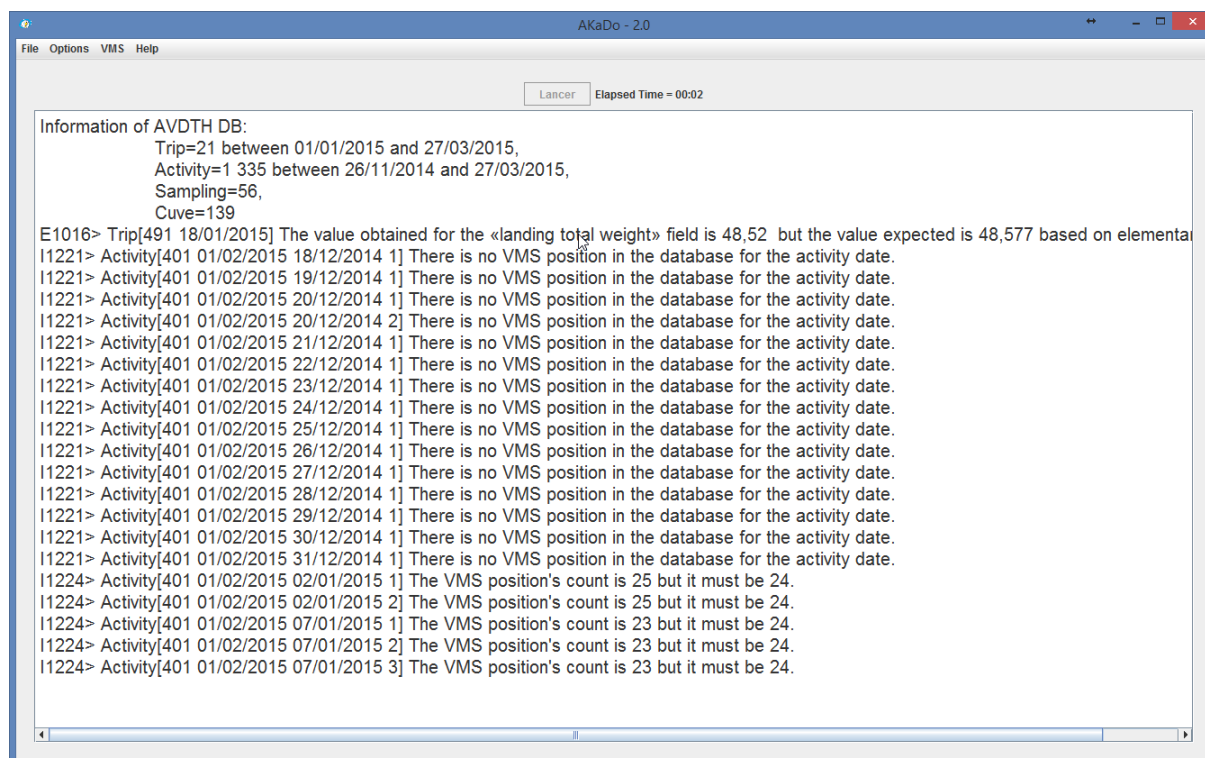 AKaDo - 2.0
File Options VMS Help
Lancer Elapsed Time = 00:02
Information of AVDTH DB:
Trip=21 between 01/01/2015 and 27/03/2015,
Activity=1 335 between 26/11/2014 and 27/03/2015,
Sampling=56,
Cuve=139
E1016> Trip[491 18/01/2015] The value obtained for the «landing total weight» field is 48,52 but the value expected is 48,577 based on elementar
I1221> Activity[401 01/02/2015 18/12/2014 1] There is no VMS position in the database for the activity date.
I1221> Activity[401 01/02/2015 19/12/2014 1] There is no VMS position in the database for the activity date.
I1221> Activity[401 01/02/2015 20/12/2014 1] There is no VMS position in the database for the activity date.
I1221> Activity[401 01/02/2015 20/12/2014 2] There is no VMS position in the database for the activity date.
I1221> Activity[401 01/02/2015 21/12/2014 1] There is no VMS position in the database for the activity date.
I1221> Activity[401 01/02/2015 22/12/2014 1] There is no VMS position in the database for the activity date.
I1221> Activity[401 01/02/2015 23/12/2014 1] There is no VMS position in the database for the activity date.
I1221> Activity[401 01/02/2015 24/12/2014 1] There is no VMS position in the database for the activity date.
I1221> Activity[401 01/02/2015 25/12/2014 1] There is no VMS position in the database for the activity date.
I1221> Activity[401 01/02/2015 26/12/2014 1] There is no VMS position in the database for the activity date.
I1221> Activity[401 01/02/2015 27/12/2014 1] There is no VMS position in the database for the activity date.
I1221> Activity[401 01/02/2015 28/12/2014 1] There is no VMS position in the database for the activity date.
I1221> Activity[401 01/02/2015 29/12/2014 1] There is no VMS position in the database for the activity date.
I1221> Activity[401 01/02/2015 30/12/2014 1] There is no VMS position in the database for the activity date.
I1221> Activity[401 01/02/2015 31/12/2014 1] There is no VMS position in the database for the activity date.
I1224> Activity[401 01/02/2015 02/01/2015 1] The VMS position's count is 25 but it must be 24.
I1224> Activity[401 01/02/2015 02/01/2015 2] The VMS position's count is 25 but it must be 24.
I1224> Activity[401 01/02/2015 07/01/2015 1] The VMS position's count is 23 but it must be 24.
I1224> Activity[401 01/02/2015 07/01/2015 2] The VMS position's count is 23 but it must be 24.
I1224> Activity[401 01/02/2015 07/01/2015 3] The VMS position's count is 23 but it must be 24.